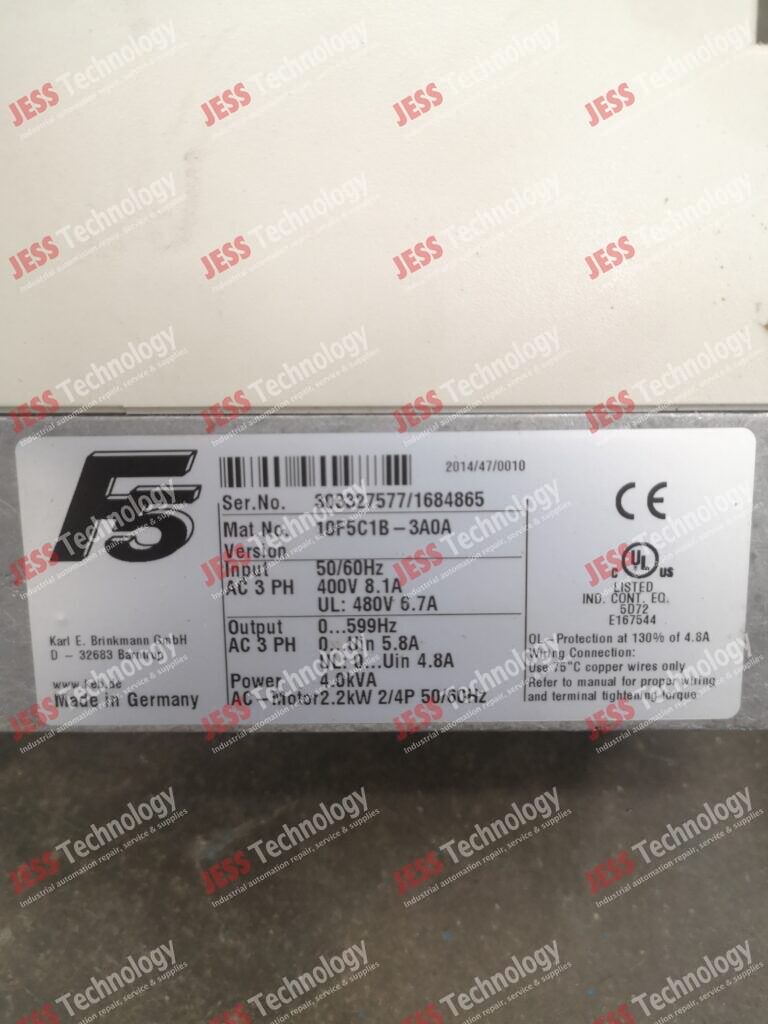 F5
2014/47/0010
Ser.No. 303327577/1684865
Mat.No. 10F5C1B-3A0A
Version
Input 50/60Hz
AC 3 PH 400V 8.1A
UL: 480V 6.7A
Output 0...599Hz
AC 3 PH 0...Uin 5.8A
0...Uin 4.8A
Power 4.0kVA
AC-Motor 2.2kW 2/4P 50/60Hz
Karl E. Brinkmann GmbH
D - 32683 Barntrup
www.keb.de
Made in Germany
CE
C UL US
LISTED
IND. CONT. EQ.
5D72
E167544
OL-Protection at 130% of 4.8A
Wiring Connection:
Use 75°C copper wires only
Refer to manual for proper wiring
and terminal tightening torque
JESS Technology
Industrial automation repair, service & supplies